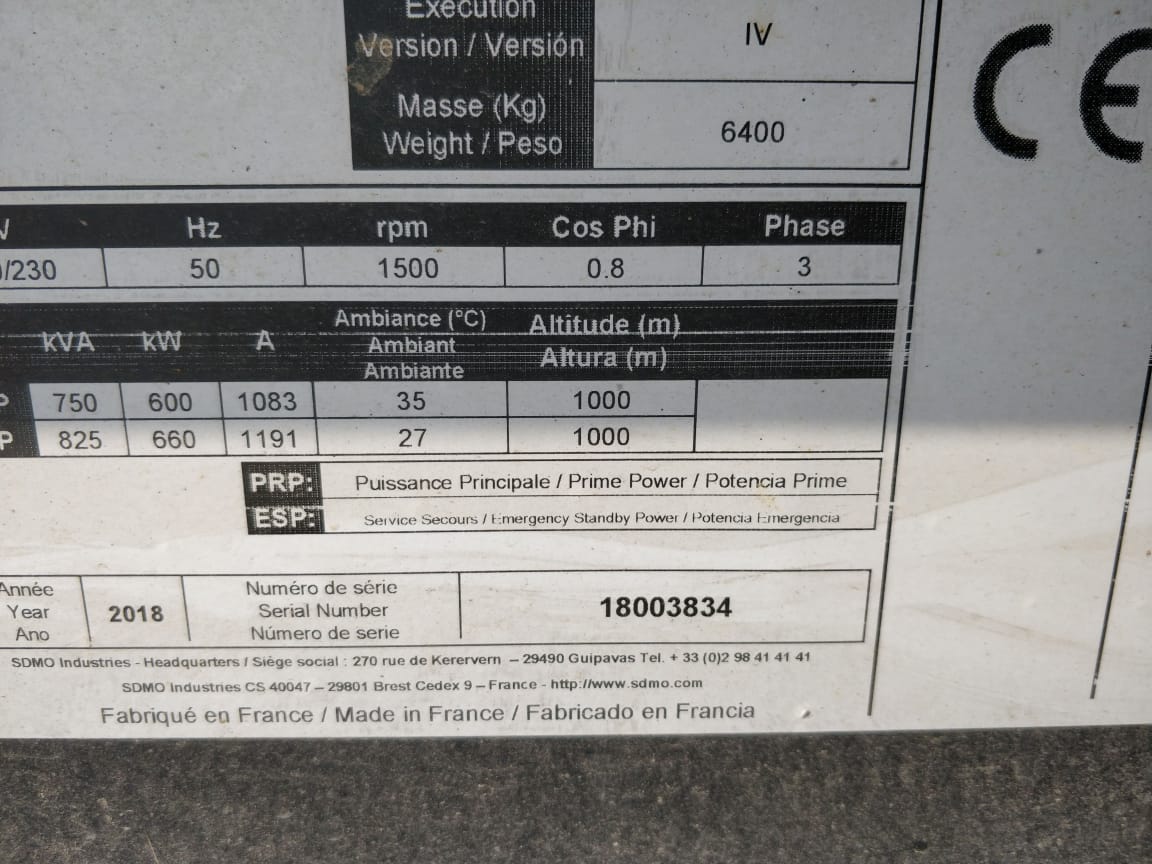 Execution
Version / Versión
IV
Masse (Kg)
Weight / Peso
6400
CE
Hz rpm Cos Phi Phase
/230 50 1500 0.8 3
kVA kW A Ambiance (°C) Altitude (m)
Ambiant Altura (m)
Ambiante
P 750 600 1083 35 1000
P 825 660 1191 27 1000
PRP: Puissance Principale / Prime Power / Potencia Prime
ESP: Service Secours / Emergency Standby Power / Potencia Emergencia
Année
Year
Ano
2018
Numéro de série
Serial Number
Número de serie
18003834
SDMO Industries - Headquarters / Siège social : 270 rue de Kerervern – 29490 Guipavas Tel. + 33 (0)2 98 41 41 41
SDMO Industries CS 40047 – 29801 Brest Cedex 9 – France - http://www.sdmo.com
Fabriqué en France / Made in France / Fabricado en Francia